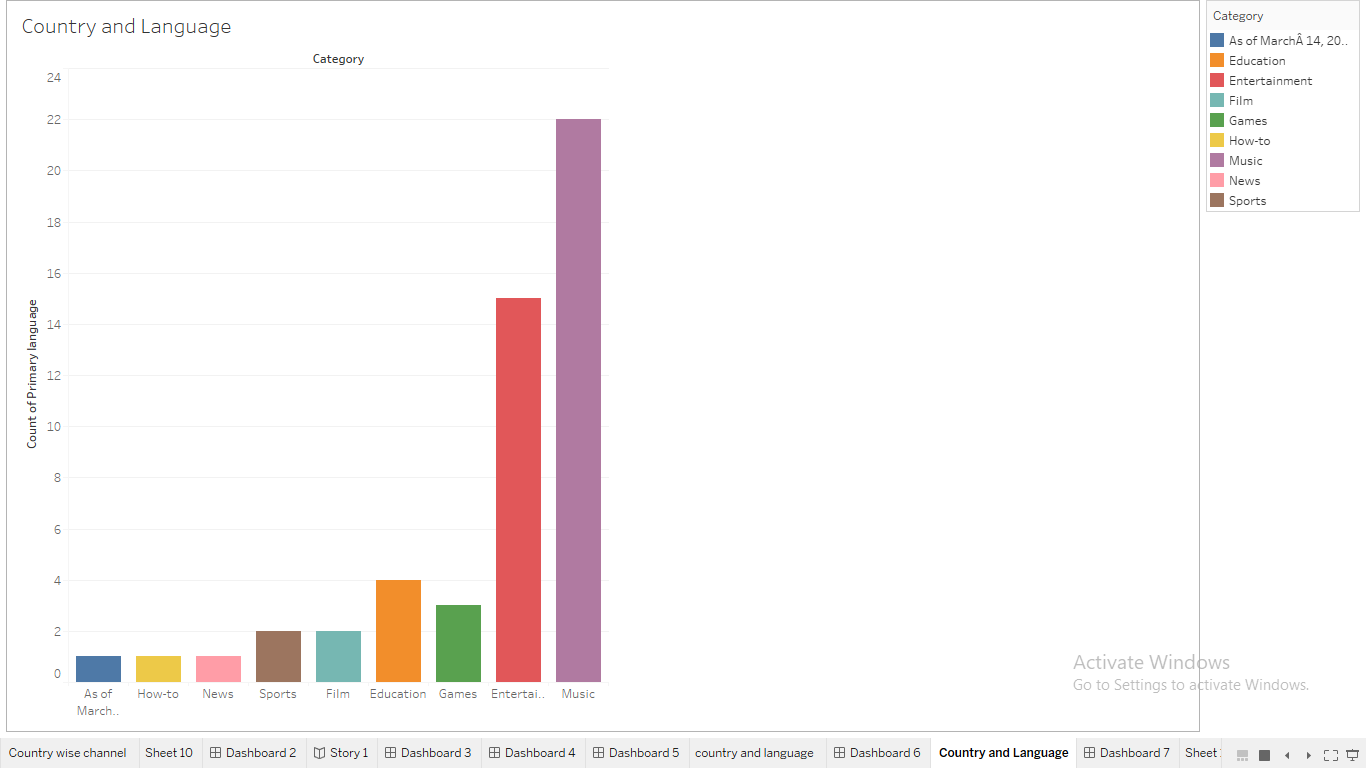 Country and Language
Category
24
22
20
18
16
14
12
10
8
6
4
2
0
Count of Primary language
As of
March..
How-to
News
Sports
Film
Education
Games
Entertai..
Music
Category
As of MarchÂ 14, 20..
Education
Entertainment
Film
Games
How-to
Music
News
Sports
Activate Windows
Go to Settings to activate Windows.
Country wise channel
Sheet 10
Dashboard 2
Story 1
Dashboard 3
Dashboard 4
Dashboard 5
country and language
Dashboard 6
Country and Language
Dashboard 7
Sheet